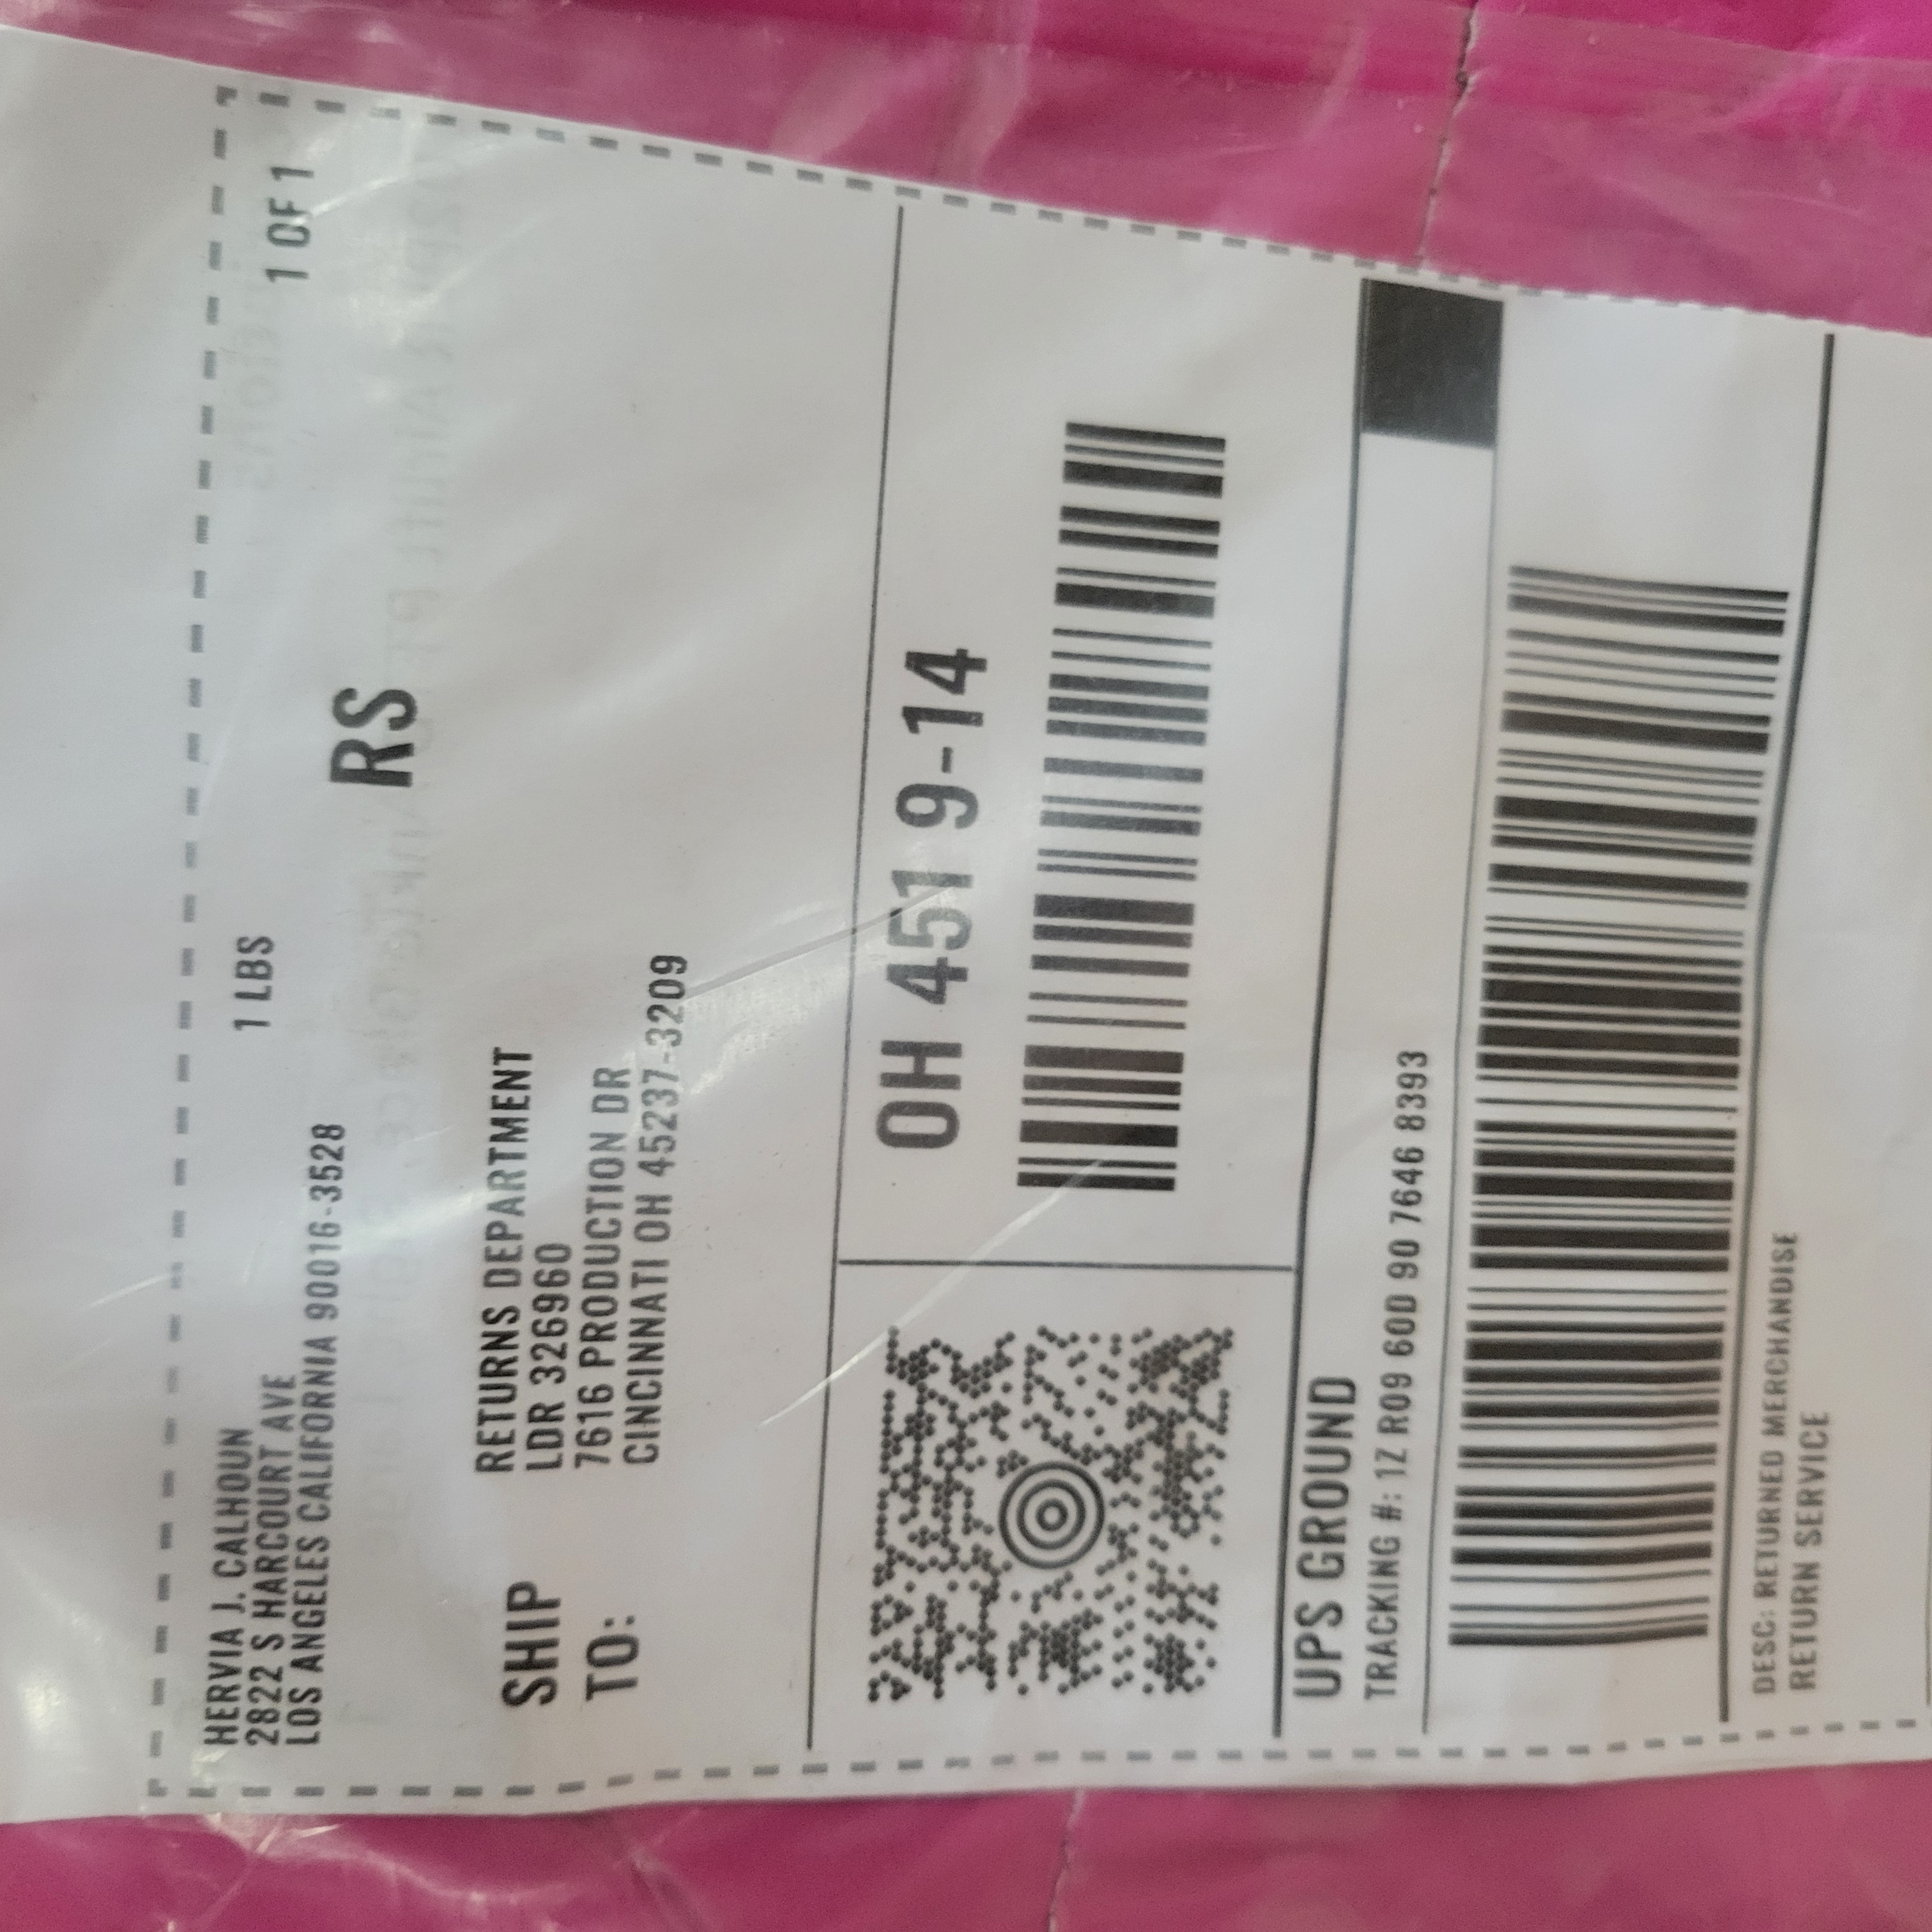 HERVIA J. CALHOUN
2822 S HARCOURT AVE
LOS ANGELES CALIFORNIA 90016-3528
1 LBS
1 OF 1
RS
SHIP
TO:
RETURNS DEPARTMENT
LDR 326960
7616 PRODUCTION DR
CINCINNATI OH 45237-3209
OH 451 9-14
UPS GROUND
TRACKING #: 1Z R09 60D 90 7646 8393
DESC: RETURNED MERCHANDISE
RETURN SERVICE